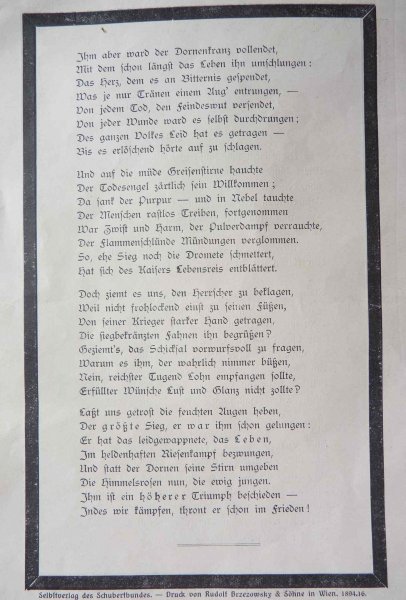 Ihm aber ward der Dornenkranz vollendet,
Mit dem schon längst das Leben ihn umschlungen:
Das Herz, dem es an Bitternis gespendet,
Was je nur Tränen einem Aug' entrungen, —
Von jedem Tod, den Feindeswut versendet,
Von jeder Wunde ward es selbst durchdrungen;
Des ganzen Volkes Leid hat es getragen —
Bis es erlöschend hörte auf zu schlagen.
Und auf die müde Greisenstirne hauchte
Der Todesengel zärtlich sein Willkommen;
Da sank der Purpur — und in Nebel tauchte
Der Menschen rastlos Treiben, fortgenommen
War Zwist und Harm, der Pulverdampf verrauchte,
Der Flammenschlünde Mündungen verglommen.
So, ehe Sieg noch die Dromete schmettert,
Hat sich des Kaisers Lebensreis entblättert.
Doch ziemt es uns, den Herrscher zu beklagen,
Weil nicht frohlockend einst zu seinen Füßen,
Von seiner Krieger starker Hand getragen,
Die siegbekränzten Fahnen ihn begrüßen?
Geziemt's, das Schicksal vorwurfsvoll zu fragen,
Warum es ihm, der wahrlich nimmer büßen,
Nein, reichster Tugend Lohn empfangen sollte,
Erfüllter Wünsche Lust und Glanz nicht zollte?
Laßt uns getrost die feuchten Augen heben,
Der größte Sieg, er war ihm schon gelungen:
Er hat das leidgewappnete, das Leben,
Im heldenhaften Riesenkampf bezwungen,
Und statt der Dornen seine Stirn umgeben
Die Himmelsrosen nun, die ewig jungen.
Ihm ist ein höherer Triumph beschieden —
Indes wir kämpfen, thront er schon im Frieden!
Selbstverlag des Schubertbundes. — Druck von Rudolf Brzezowsky & Söhne in Wien. 1894.16.